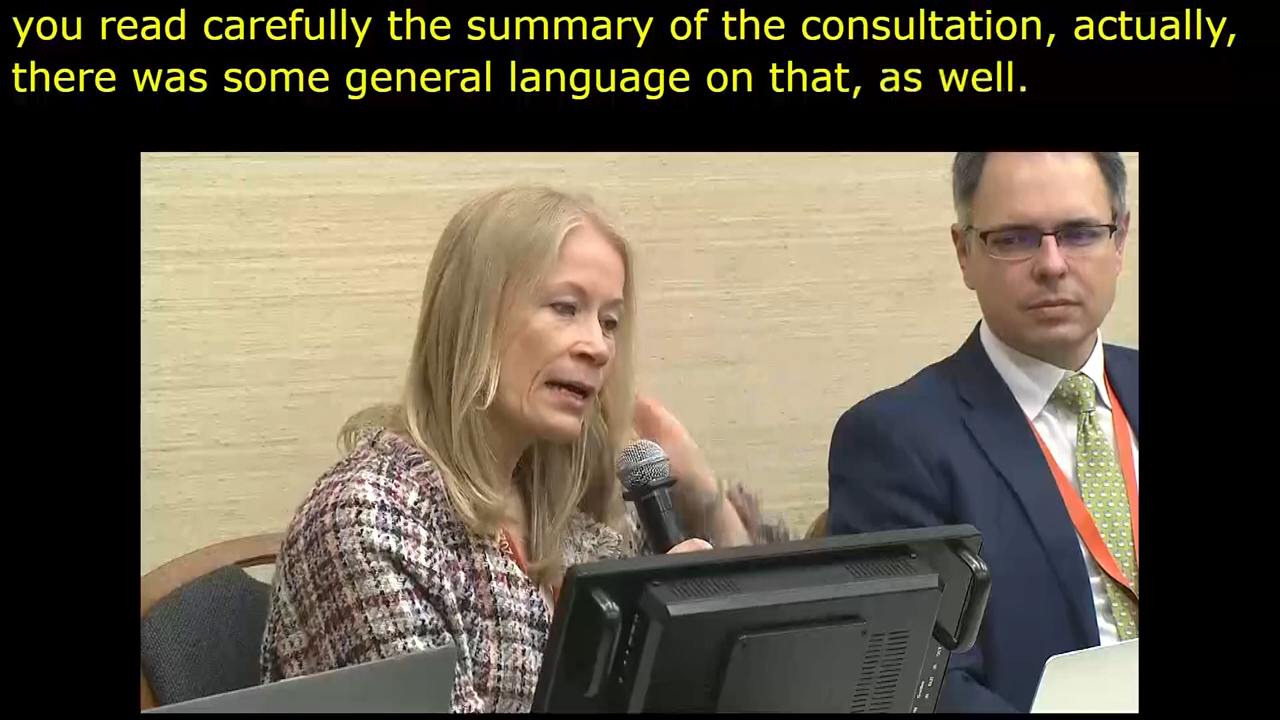 you read carefully the summary of the consultation, actually,
there was some general language on that, as well.